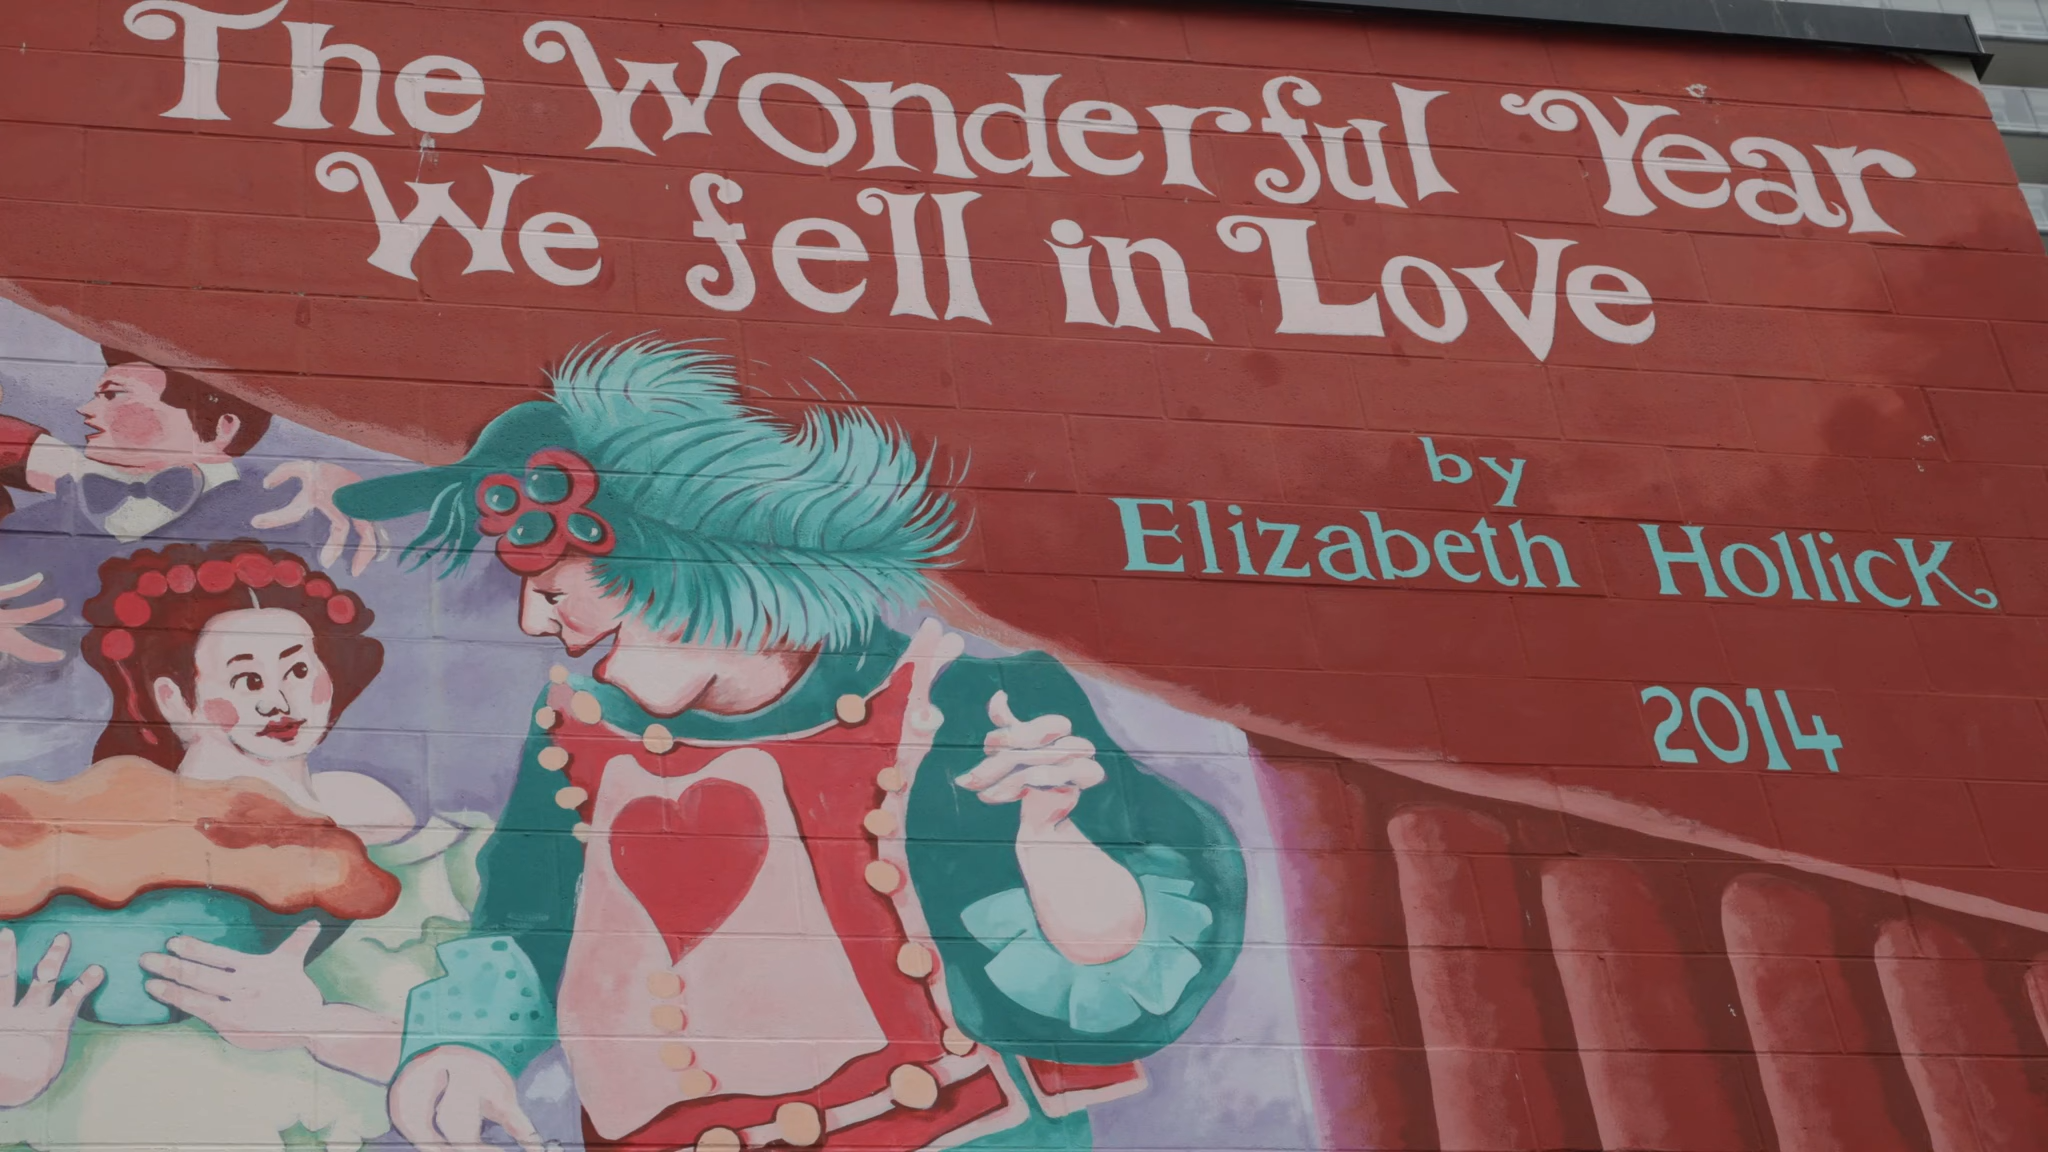 The Wonderful Year
We fell in Love
by
Elizabeth Hollick
2014